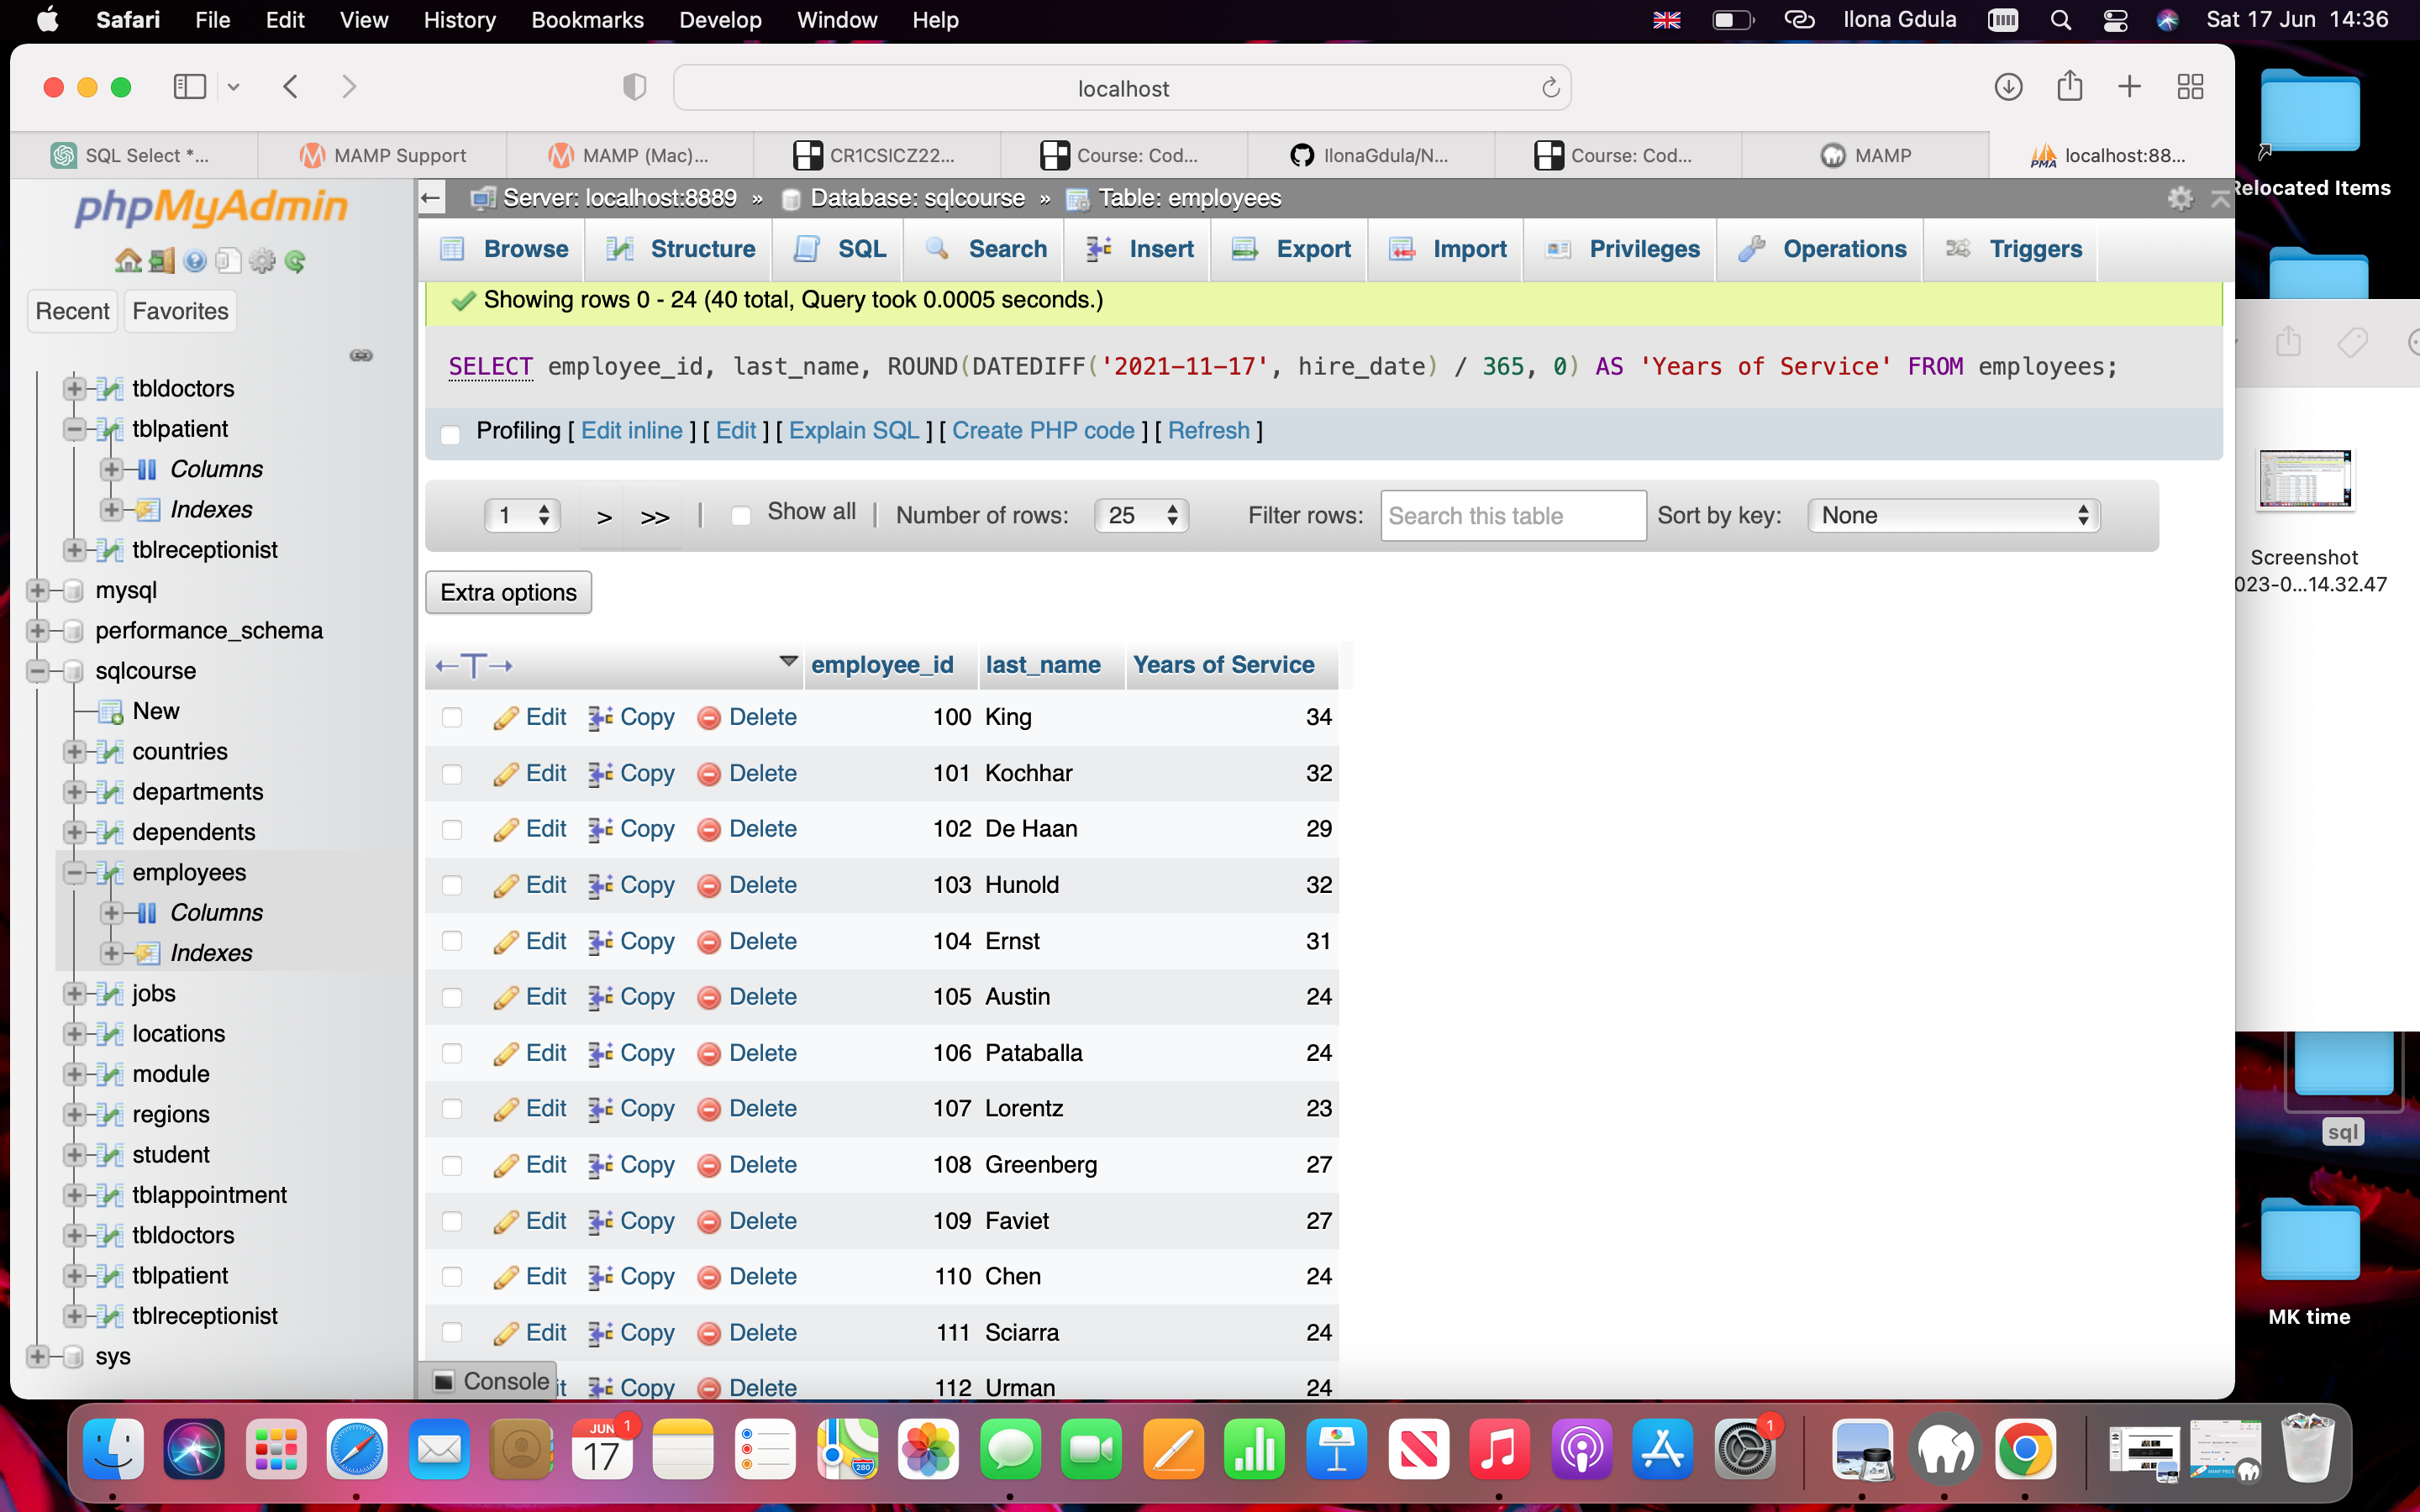 Safari File Edit View History Bookmarks Develop Window Help Ilona Gdula Sat 17 Jun 14:36
localhost
SQL Select *... MAMP Support MAMP (Mac)... CR1CSICZ22... Course: Cod... IlonaGdula/N... Course: Cod... MAMP PMA localhost:88...
phpMyAdmin
Recent Favorites
tbldoctors
tblpatient
Columns
Indexes
tblreceptionist
mysql
performance_schema
sqlcourse
New
countries
departments
dependents
employees
Columns
Indexes
jobs
locations
module
regions
student
tblappointment
tbldoctors
tblpatient
tblreceptionist
sys
Server: localhost:8889 » Database: sqlcourse » Table: employees
Browse Structure SQL Search Insert Export Import Privileges Operations Triggers
Showing rows 0 - 24 (40 total, Query took 0.0005 seconds.)
SELECT employee_id, last_name, ROUND(DATEDIFF('2021-11-17', hire_date) / 365, 0) AS 'Years of Service' FROM employees;
Profiling [ Edit inline ] [ Edit ] [ Explain SQL ] [ Create PHP code ] [ Refresh ]
1 > >> | Show all | Number of rows: 25 Filter rows: Search this table Sort by key: None
Extra options
←T→ employee_id last_name Years of Service
Edit Copy Delete 100 King 34
Edit Copy Delete 101 Kochhar 32
Edit Copy Delete 102 De Haan 29
Edit Copy Delete 103 Hunold 32
Edit Copy Delete 104 Ernst 31
Edit Copy Delete 105 Austin 24
Edit Copy Delete 106 Pataballa 24
Edit Copy Delete 107 Lorentz 23
Edit Copy Delete 108 Greenberg 27
Edit Copy Delete 109 Faviet 27
Edit Copy Delete 110 Chen 24
Edit Copy Delete 111 Sciarra 24
Console it Copy Delete 112 Urman 24
Relocated Items
Screenshot
023-0...14.32.47
sql
MK time
JUN 1
17
280
1